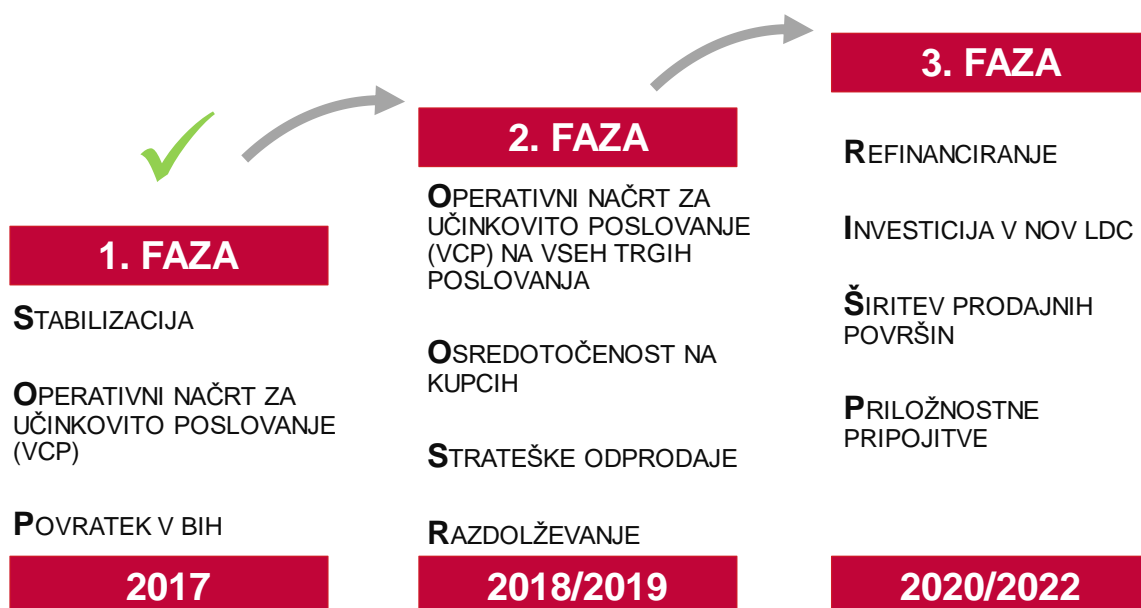 1. FAZA
STABILIZACIJA
OPERATIVNI NAČRT ZA
UČINKOVITO POSLOVANJE
(VCP)
POVRATEK V BIH
2017
2. FAZA
OPERATIVNI NAČRT ZA
UČINKOVITO POSLOVANJE
(VCP) NA VSEH TRGIH
POSLOVANJA
OSREDOTOČENOST NA
KUPCIH
STRATEŠKE ODPRODAJE
RAZDOLŽEVANJE
2018/2019
3. FAZA
REFINANCIRANJE
INVESTICIJA V NOV LDC
ŠIRITEV PRODAJNIH
POVRŠIN
PRILOŽNOSTNE
PRIPOJITVE
2020/2022